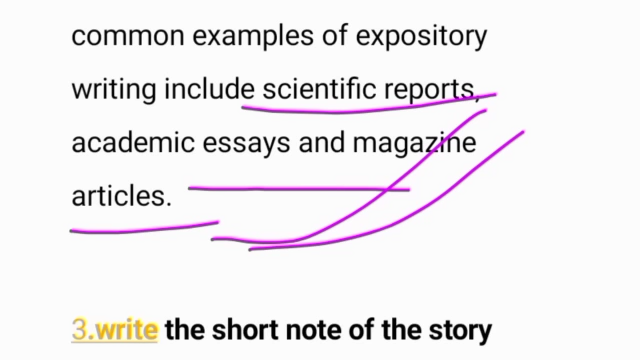 common examples of expository
writing include scientific reports,
academic essays and magazine
articles.
3.write the short note of the story